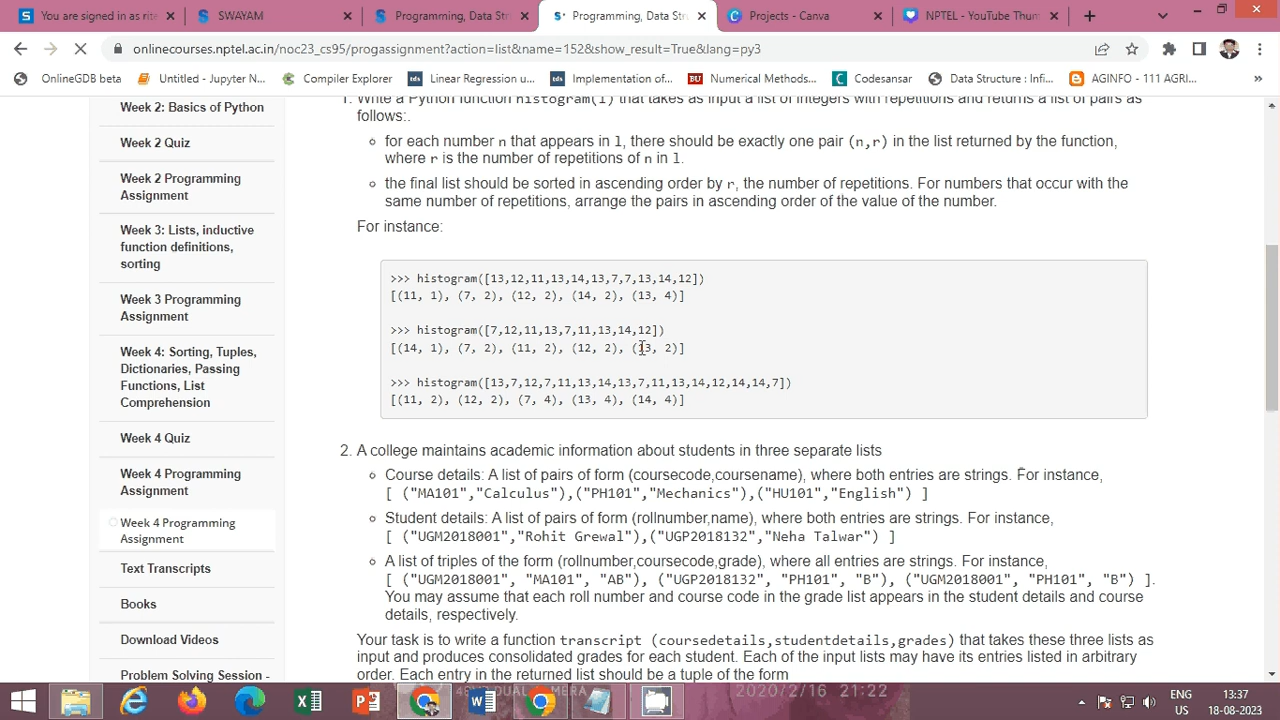 You are signed in as rite
SWAYAM
Programming, Data St
Programming, Data Str
Projects - Canva
NPTEL - YouTube Thum
onlinecourses.nptel.ac.in/noc23_cs95/progassignment?action=list&name=152&show_result=True&lang=py3
OnlineGDB beta
Untitled - Jupyter N...
Compiler Explorer
Linear Regression u...
Implementation of...
Numerical Methods...
Codesansar
Data Structure : Infi...
AGINFO - 111 AGRI...
Week 2: Basics of Python
Week 2 Quiz
Week 2 Programming
Assignment
Week 3: Lists, inductive
function definitions,
sorting
Week 3 Programming
Assignment
Week 4: Sorting, Tuples,
Dictionaries, Passing
Functions, List
Comprehension
Week 4 Quiz
Week 4 Programming
Assignment
Week 4 Programming
Assignment
Text Transcripts
Books
Download Videos
Problem Solving Session -
1. Write a Python function histogram(l) that takes as input a list of integers with repetitions and returns a list of pairs as
follows:.
for each number n that appears in l, there should be exactly one pair (n,r) in the list returned by the function,
where r is the number of repetitions of n in l.
the final list should be sorted in ascending order by r, the number of repetitions. For numbers that occur with the
same number of repetitions, arrange the pairs in ascending order of the value of the number.
For instance:
>>> histogram([13,12,11,13,14,13,7,7,13,14,12])
[(11, 1), (7, 2), (12, 2), (14, 2), (13, 4)]
>>> histogram([7,12,11,13,7,11,13,14,12])
[(14, 1), (7, 2), (11, 2), (12, 2), (13, 2)]
>>> histogram([13,7,12,7,11,13,14,13,7,11,13,14,12,14,14,7])
[(11, 2), (12, 2), (7, 4), (13, 4), (14, 4)]
2. A college maintains academic information about students in three separate lists
Course details: A list of pairs of form (coursecode,coursename), where both entries are strings. For instance,
[ ("MA101","Calculus"),("PH101","Mechanics"),("HU101","English") ]
Student details: A list of pairs of form (rollnumber,name), where both entries are strings. For instance,
[ ("UGM2018001","Rohit Grewal"),("UGP2018132","Neha Talwar") ]
A list of triples of the form (rollnumber,coursecode,grade), where all entries are strings. For instance,
[ ("UGM2018001", "MA101", "AB"), ("UGP2018132", "PH101", "B"), ("UGM2018001", "PH101", "B") ].
You may assume that each roll number and course code in the grade list appears in the student details and course
details, respectively.
Your task is to write a function transcript (coursedetails,studentdetails,grades) that takes these three lists as
input and produces consolidated grades for each student. Each of the input lists may have its entries listed in arbitrary
order. Each entry in the returned list should be a tuple of the form
DUAL CAMERA
2020/2/16 21:22
ENG
US
13:37
18-08-2023